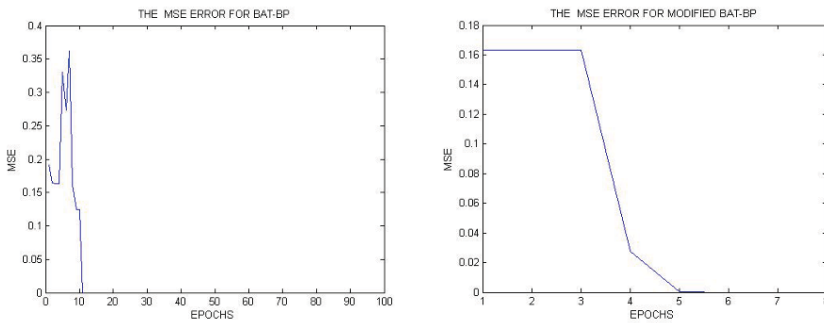 THE MSE ERROR FOR BAT-BP
0.4
0.35
0.3
0.25
0.2
0.15
0.1
0.05
0
0 10 20 30 40 50 60 70 80 90 100
MSE
EPOCHS
THE MSE ERROR FOR MODIFIED BAT-BP
0.18
0.16
0.14
0.12
0.1
0.08
0.06
0.04
0.02
0
1 2 3 4 5 6 7
MSE
EPOCHS